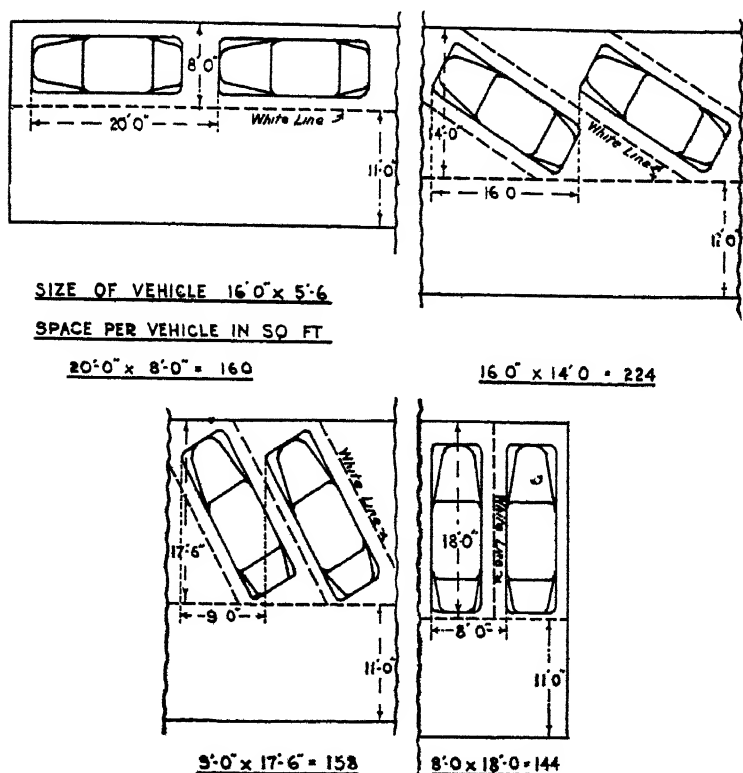 8'0"
20'0"
White Line
11'0"
14'0"
White Line
16 0
11'0"
SIZE OF VEHICLE 16'0" x 5'-6
SPACE PER VEHICLE IN SQ FT
20'-0" x 8'-0" = 160
16 0" x 14' 0 = 224
White Line
17'-6"
9'0"
11'0"
White Line
18'0"
8'0"
11'0"
9'-0" x 17'-6" = 158
8'-0 x 18'-0 = 144